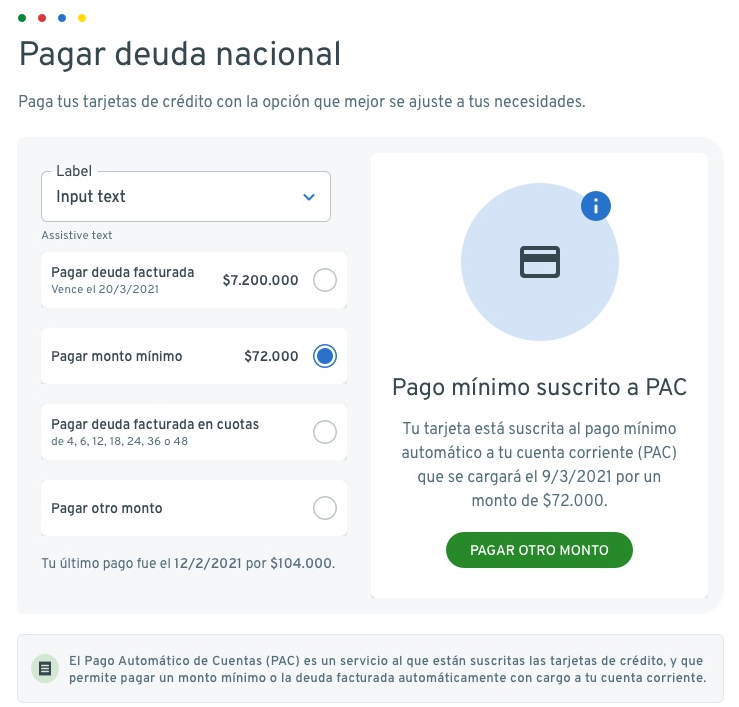 Pagar deuda nacional
Paga tus tarjetas de crédito con la opción que mejor se ajuste a tus necesidades.
Label
Input text
Assistive text
Pagar deuda facturada
Vence el 20/3/2021
$7.200.000
Pagar monto mínimo
$72.000
Pagar deuda facturada en cuotas
de 4, 6, 12, 18, 24, 36 o 48
Pagar otro monto
Tu último pago fue el 12/2/2021 por $104.000.
Pago mínimo suscrito a PAC
Tu tarjeta está suscrita al pago mínimo
automático a tu cuenta corriente (PAC)
que se cargará el 9/3/2021 por un
monto de $72.000.
PAGAR OTRO MONTO
El Pago Automático de Cuentas (PAC) es un servicio al que están suscritas las tarjetas de crédito, y que
permite pagar un monto mínimo o la deuda facturada automáticamente con cargo a tu cuenta corriente.